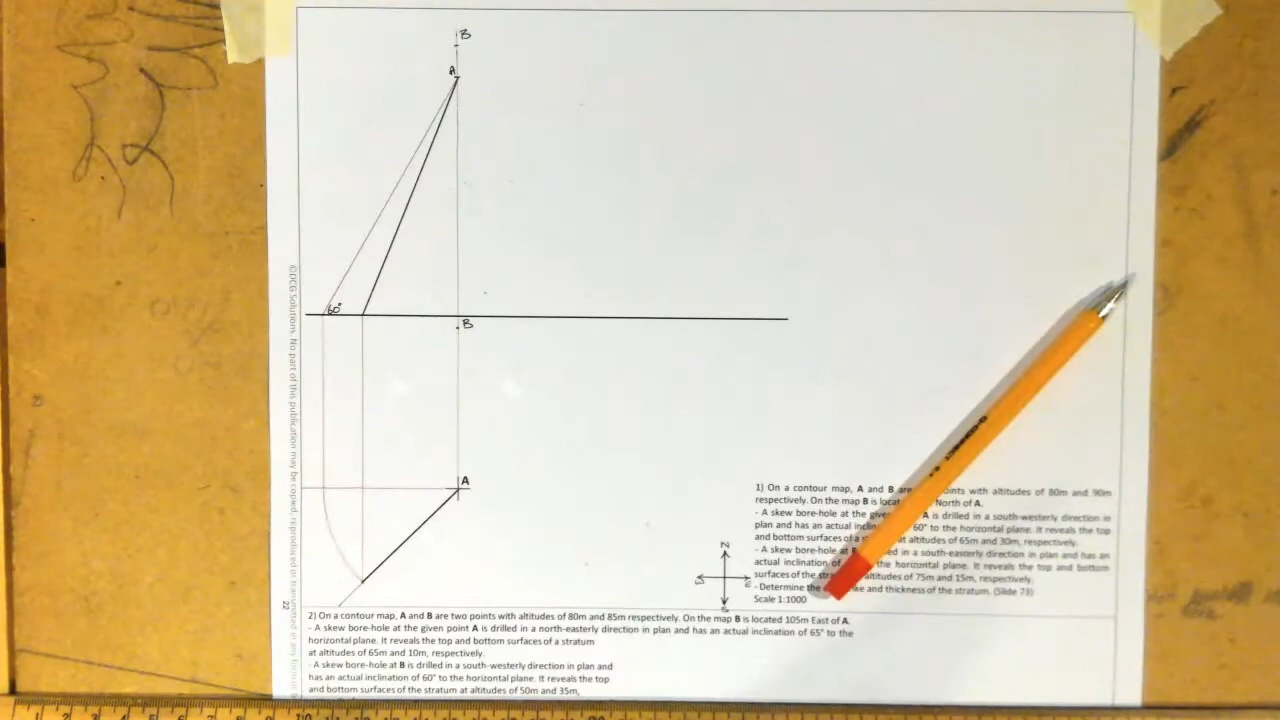 B
A
60°
B
A
1) On a contour map, A and B are points with altitudes of 80m and 90m
respectively. On the map B is North of A.
- A skew bore-hole at the A is drilled in a south-westerly direction in
plan and has an actual 60° to the horizontal plane. It reveals the top
and bottom surfaces of a at altitudes of 65m and 30m, respectively.
- A skew bore-hole at in a south-easterly direction in plan and has an
actual inclination of the horizontal plane. It reveals the top and bottom
surfaces of the altitudes of 75m and 15m, respectively.
- Determine the and thickness of the stratum. (Slide 73)
Scale 1:1000
N
E
S
2) On a contour map, A and B are two points with altitudes of 80m and 85m respectively. On the map B is located 105m East of A.
- A skew bore-hole at the given point A is drilled in a north-easterly direction in plan and has an actual inclination of 65° to the
horizontal plane. It reveals the top and bottom surfaces of a stratum
at altitudes of 65m and 10m, respectively.
- A skew bore-hole at B is drilled in a south-westerly direction in plan and
has an actual inclination of 60° to the horizontal plane. It reveals the top
and bottom surfaces of the stratum at altitudes of 50m and 35m,
©DCG Solutions. No part of this publication may be copied, reproduced or transmitted in any form
22